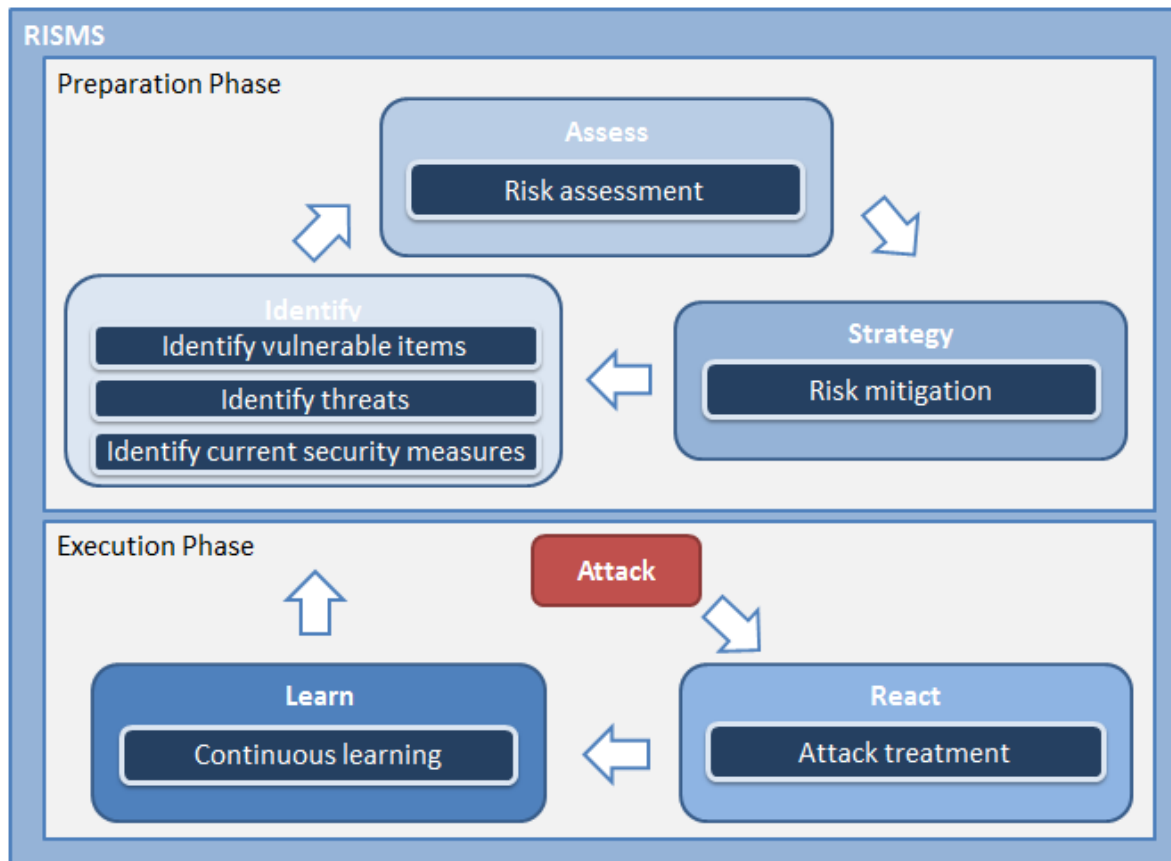 RISMS
Preparation Phase
Assess
Risk assessment
Identify
Identify vulnerable items
Identify threats
Identify current security measures
Strategy
Risk mitigation
Execution Phase
Attack
Learn
Continuous learning
React
Attack treatment